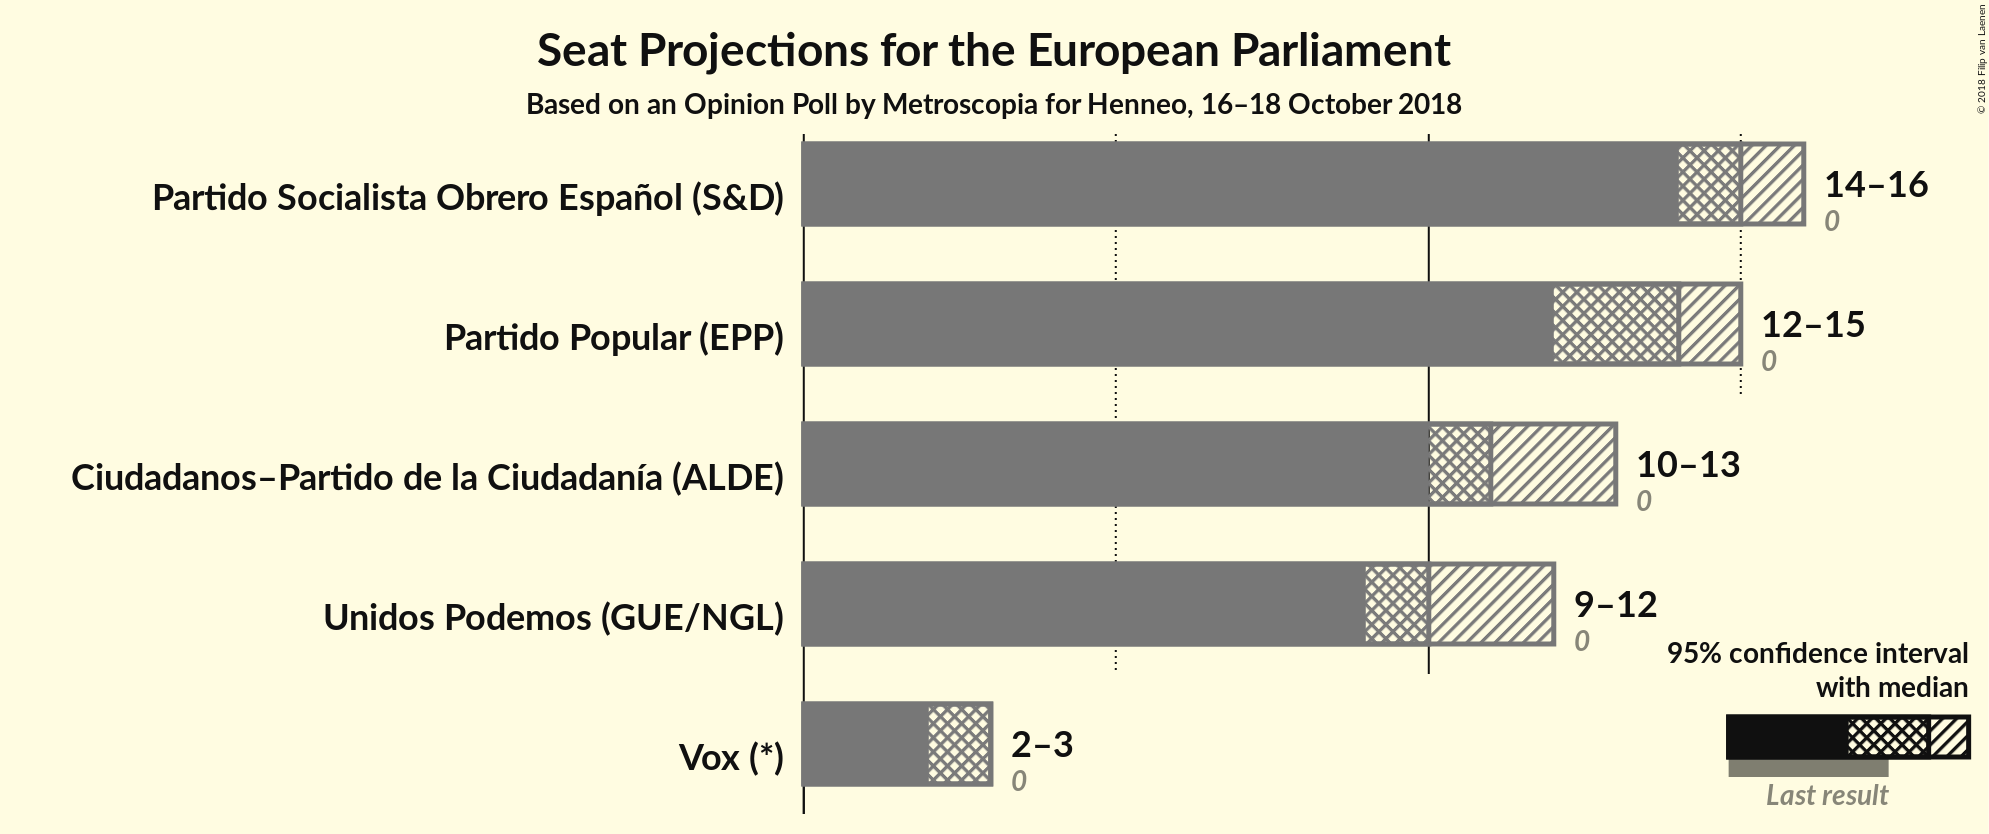 Seat Projections for the European Parliament
Based on an Opinion Poll by Metroscopia for Henneo, 16–18 October 2018
© 2018 Filip van Laenen
Partido Socialista Obrero Español (S&D)
14–16
0
Partido Popular (EPP)
12–15
0
Ciudadanos–Partido de la Ciudadanía (ALDE)
10–13
0
Unidos Podemos (GUE/NGL)
9–12
0
Vox (*)
2–3
0
95% confidence interval
with median
Last result